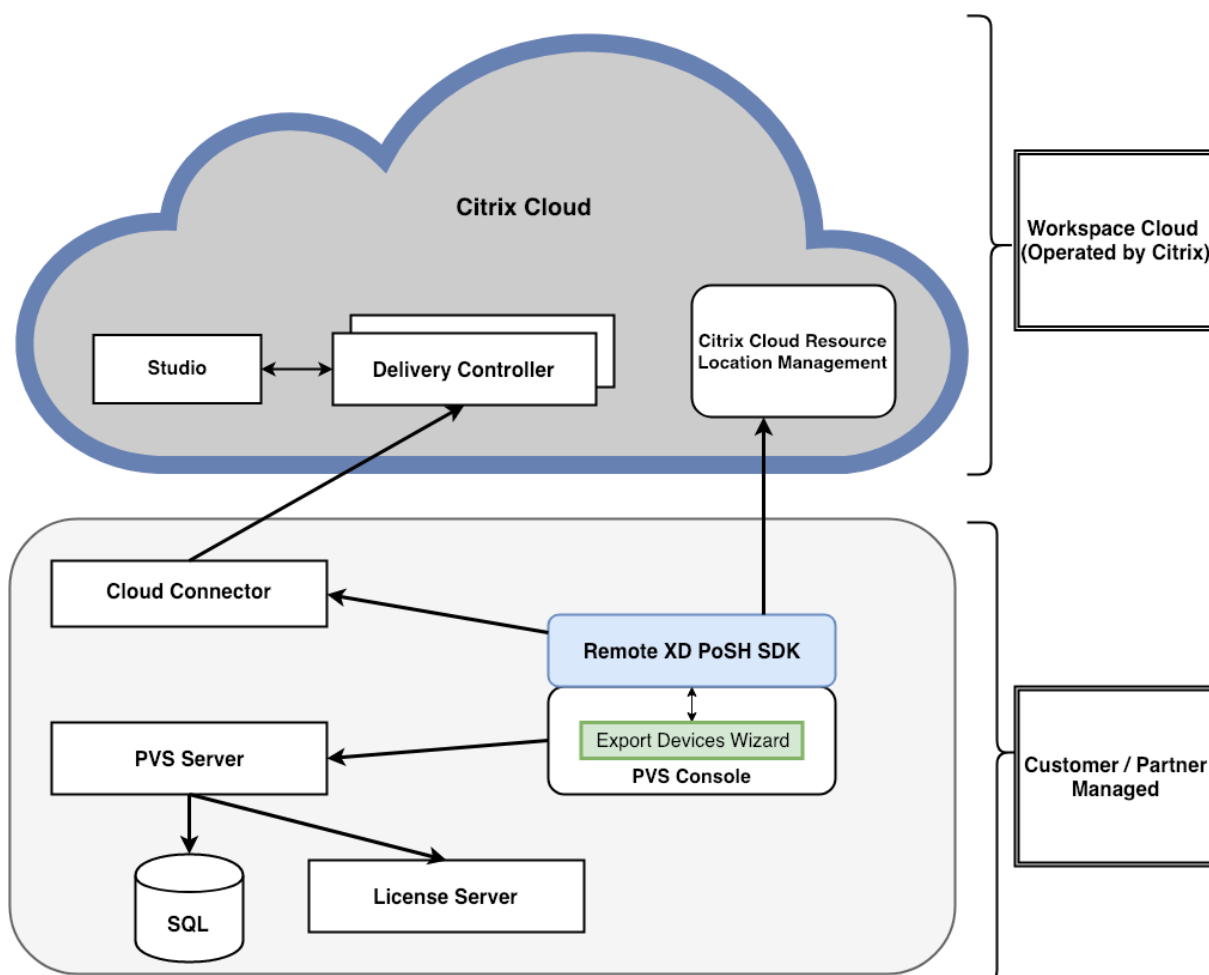 Citrix Cloud
Workspace Cloud
(Operated by Citrix)
Studio
Delivery Controller
Citrix Cloud Resource
Location Management
Cloud Connector
Remote XD PoSH SDK
Export Devices Wizard
PVS Console
PVS Server
Customer / Partner
Managed
License Server
SQL